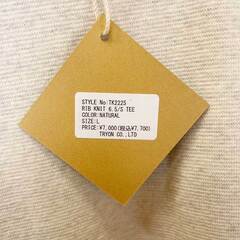 STYLE No:TK2225
RIB KNIT 6.5/S TEE
COLOR:NATURAL
SIZE:L
PRICE:¥7,000(税込¥7,700)
TRYON CO.,LTD